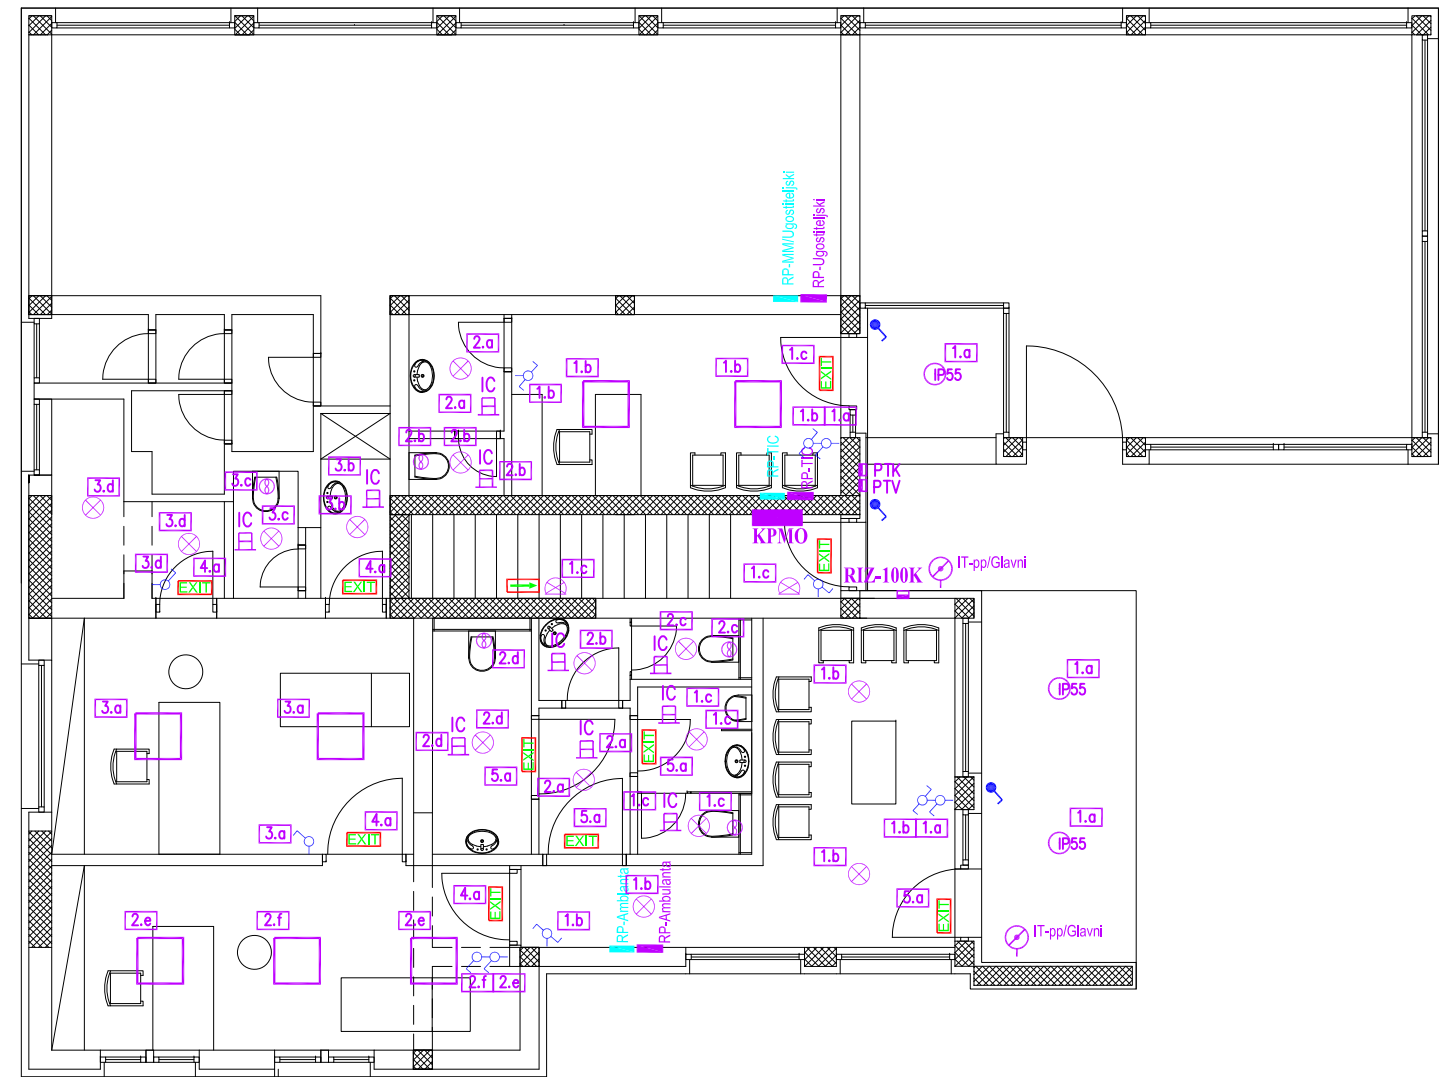 RP-MM/Ugostiteljski
RP-Ugostiteljski
2.a
1.c
1.a
1.b
1.b
EXIT
IP55
IC
1.b
2.a
1.b
1.a
2.b
2.b
RP-TIC
3.b
IC
2.b
IC
RP-TIC
PTK
3.c
PTV
3.d
3.b
3.c
IC
3.d
KPMO
EXIT
3.d
4.a
4.a
1.c
1.c
RIZ-100K
IT-pp/Glavni
EXIT
EXIT
2.c
2.c
2.b
IC
IC
2.d
1.a
1.b
IP55
IC
1.c
3.a
3.a
2.d
1.c
IC
IC
2.d
2.a
EXIT
EXIT
5.a
5.a
2.a
1.c
1.c
IC
5.a
1.a
4.a
3.a
1.b
1.a
EXIT
EXIT
IP55
1.b
RP-Amblanta
RP-Ambulanta
1.b
4.a
EXIT
5.a
EXIT
2.e
2.f
2.e
1.b
IT-pp/Glavni
2.f
2.e